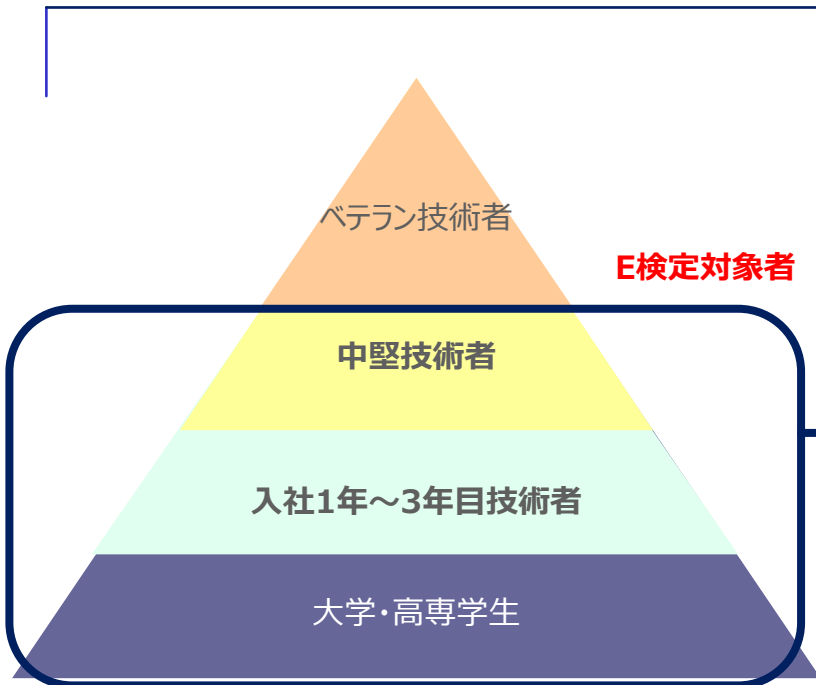 ベテラン技術者
E検定対象者
中堅技術者
入社1年～3年目技術者
大学・高専学生